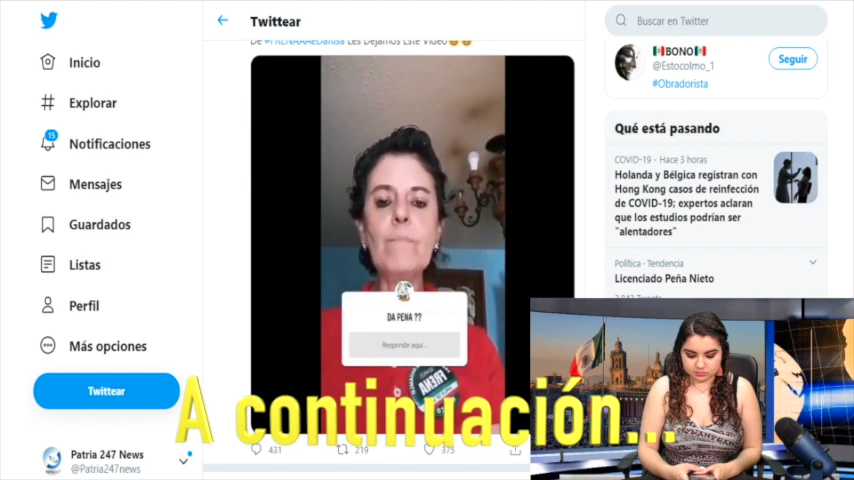 Twittear
Buscar en Twitter
De #FRENAAAeDarosa Les Dejamos Este Video
Inicio
Explorar
15
Notificaciones
Mensajes
Guardados
Listas
Perfil
Más opciones
Twittear
Patria 247 News
@Patria247news
DA PENA ??
Responde aquí...
FRENA
431
219
375
BONO
@Estocolmo_1
Seguir
#Obradorista
Qué está pasando
COVID-19 · Hace 3 horas
Holanda y Bélgica registran con
Hong Kong casos de reinfección
de COVID-19; expertos aclaran
que los estudios podrían ser
"alentadores"
Política · Tendencia
Licenciado Peña Nieto
A continuación...